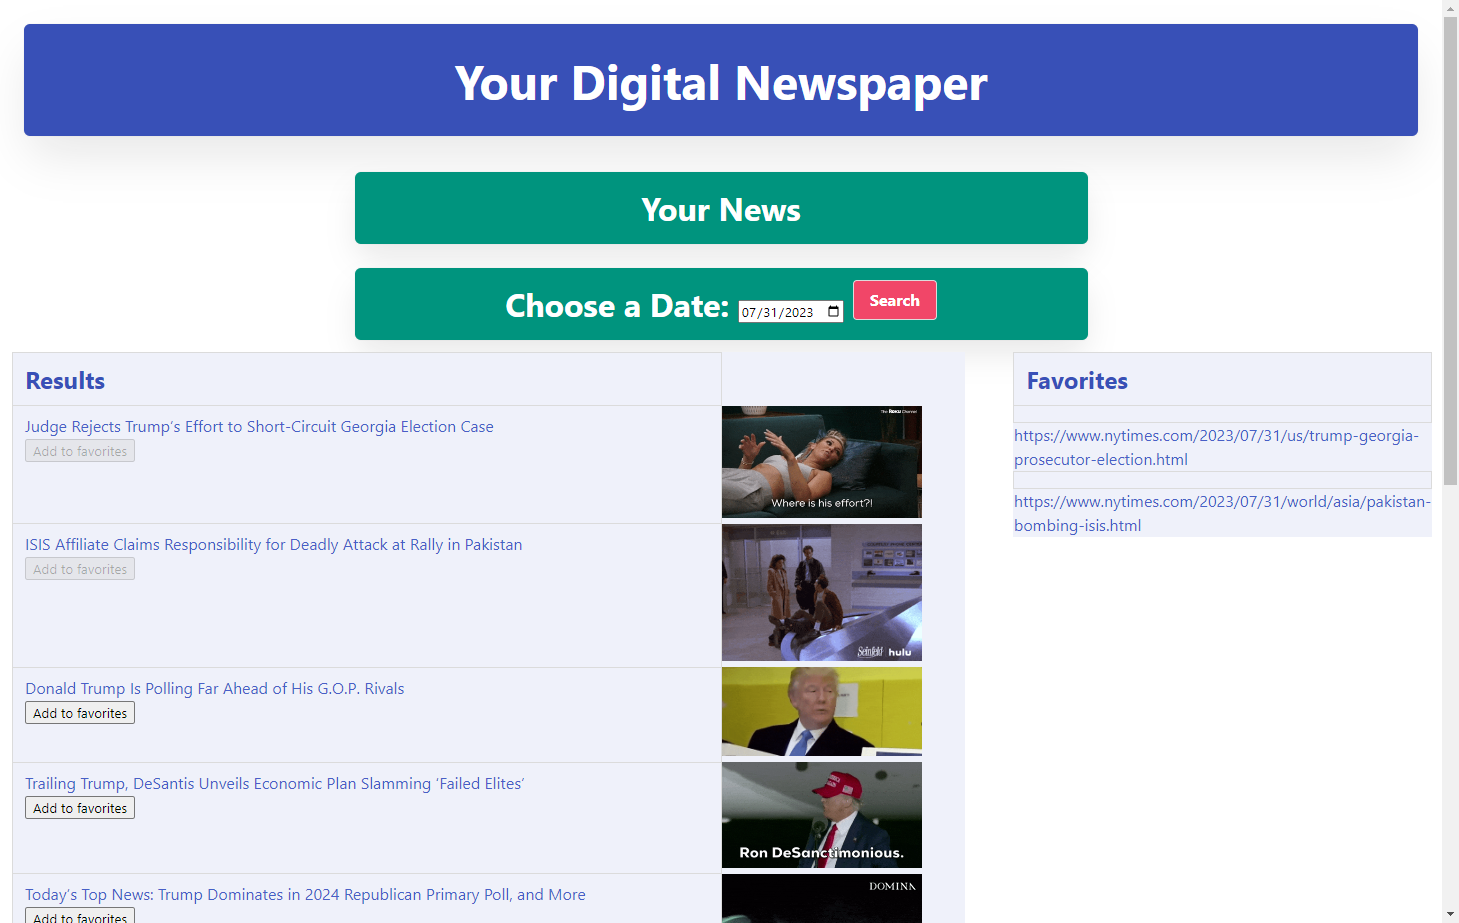 Your Digital Newspaper
Your News
Choose a Date: 07/31/2023 Search
Results
Judge Rejects Trump’s Effort to Short-Circuit Georgia Election Case
Add to favorites
The Roku Channel
Where is his effort?!
ISIS Affiliate Claims Responsibility for Deadly Attack at Rally in Pakistan
Add to favorites
Seinfeld hulu
Donald Trump Is Polling Far Ahead of His G.O.P. Rivals
Add to favorites
Trailing Trump, DeSantis Unveils Economic Plan Slamming ‘Failed Elites’
Add to favorites
Ron DeSanctimonious.
Today’s Top News: Trump Dominates in 2024 Republican Primary Poll, and More
Add to favorites
DOMINA
Favorites
https://www.nytimes.com/2023/07/31/us/trump-georgia-
prosecutor-election.html
https://www.nytimes.com/2023/07/31/world/asia/pakistan-
bombing-isis.html